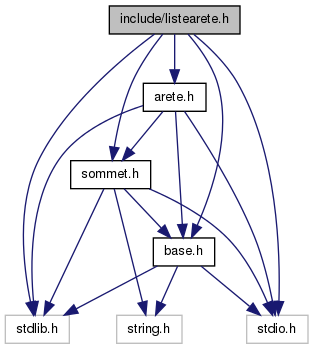 include/listearete.h
arete.h
sommet.h
base.h
stdlib.h
string.h
stdio.h